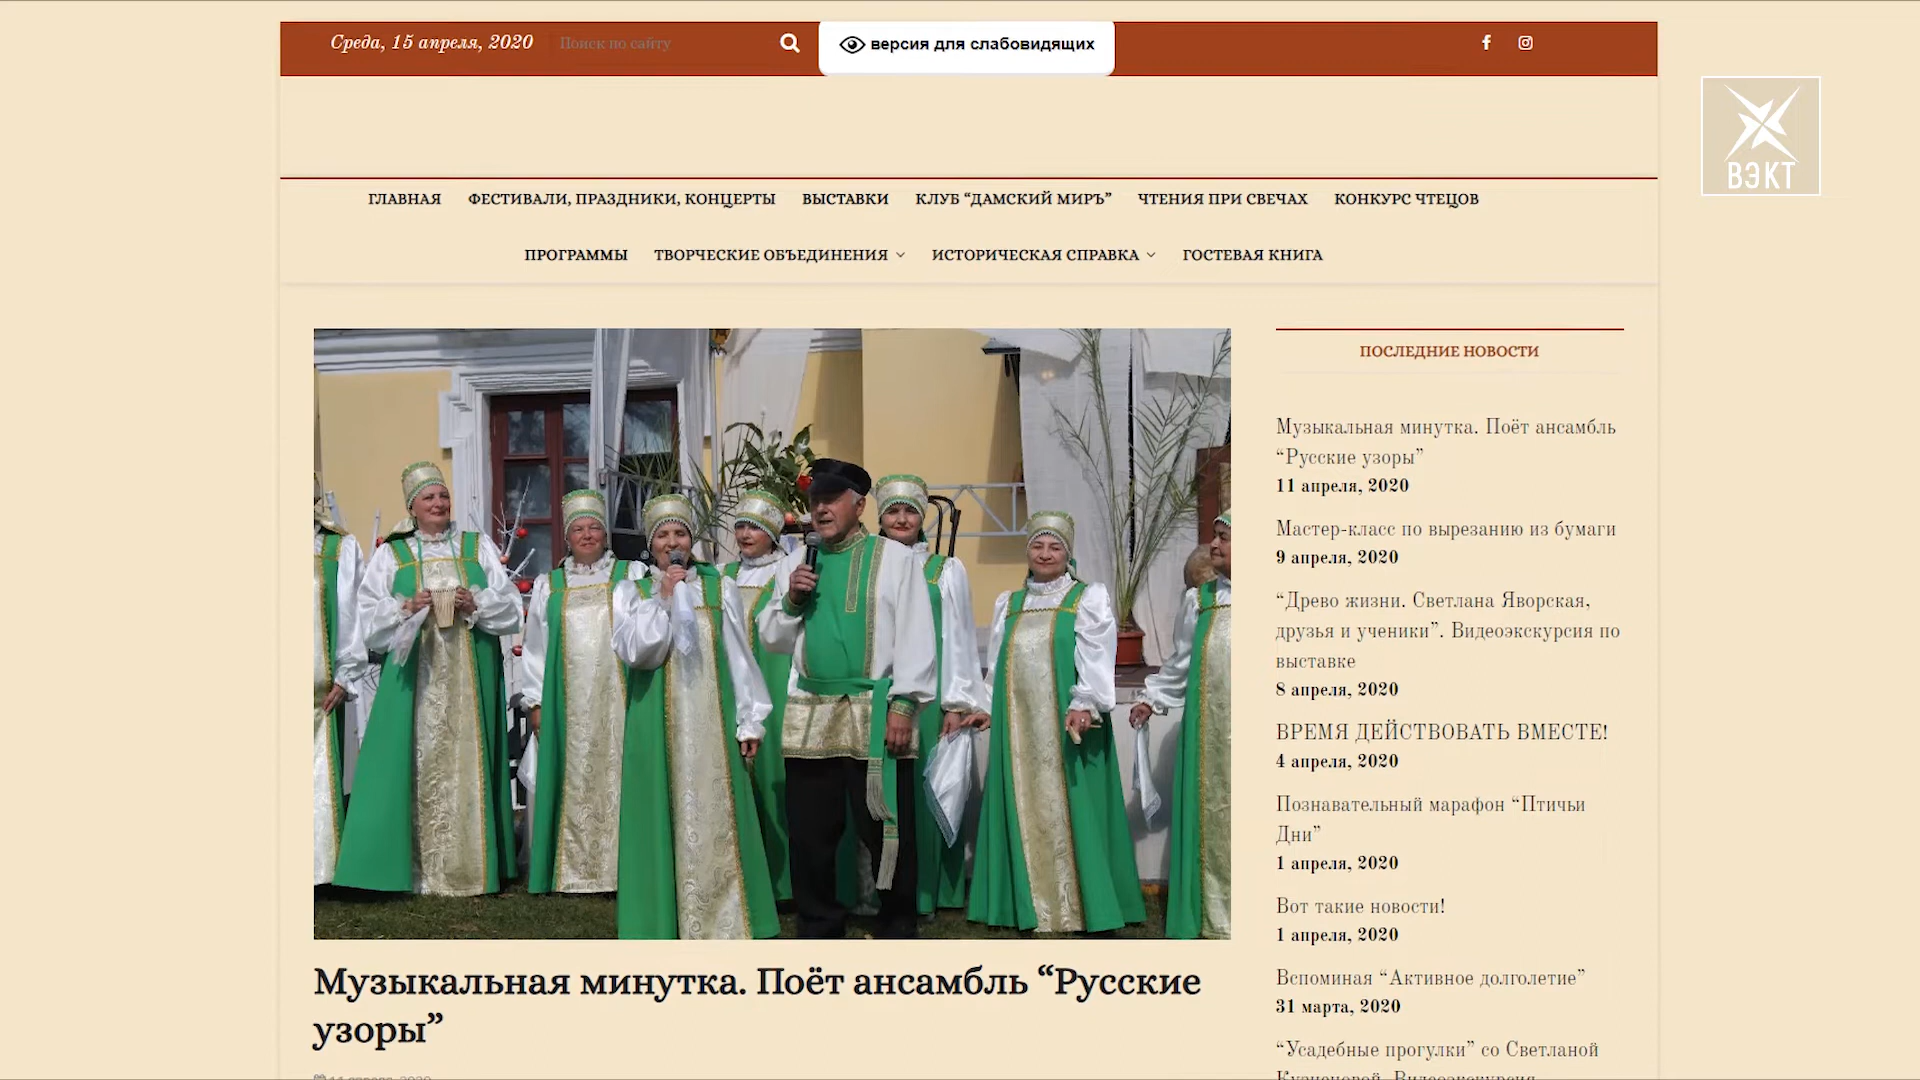 Среда, 15 апреля, 2020
Поиск по сайту
версия для слабовидящих
ВЭКТ
ГЛАВНАЯ ФЕСТИВАЛИ, ПРАЗДНИКИ, КОНЦЕРТЫ ВЫСТАВКИ КЛУБ “ДАМСКИЙ МИРЪ” ЧТЕНИЯ ПРИ СВЕЧАХ КОНКУРС ЧТЕЦОВ
ПРОГРАММЫ ТВОРЧЕСКИЕ ОБЪЕДИНЕНИЯ ИСТОРИЧЕСКАЯ СПРАВКА ГОСТЕВАЯ КНИГА
Музыкальная минутка. Поёт ансамбль “Русские
узоры”
11 апреля, 2020
ПОСЛЕДНИЕ НОВОСТИ
Музыкальная минутка. Поёт ансамбль
“Русские узоры”
11 апреля, 2020
Мастер-класс по вырезанию из бумаги
9 апреля, 2020
“Древо жизни. Светлана Яворская,
друзья и ученики”. Видеоэкскурсия по
выставке
8 апреля, 2020
ВРЕМЯ ДЕЙСТВОВАТЬ ВМЕСТЕ!
4 апреля, 2020
Познавательный марафон “Птичьи
Дни”
1 апреля, 2020
Вот такие новости!
1 апреля, 2020
Вспоминая “Активное долголетие”
31 марта, 2020
“Усадебные прогулки” со Светланой
Кузнецовой. Видеоэкскурсия